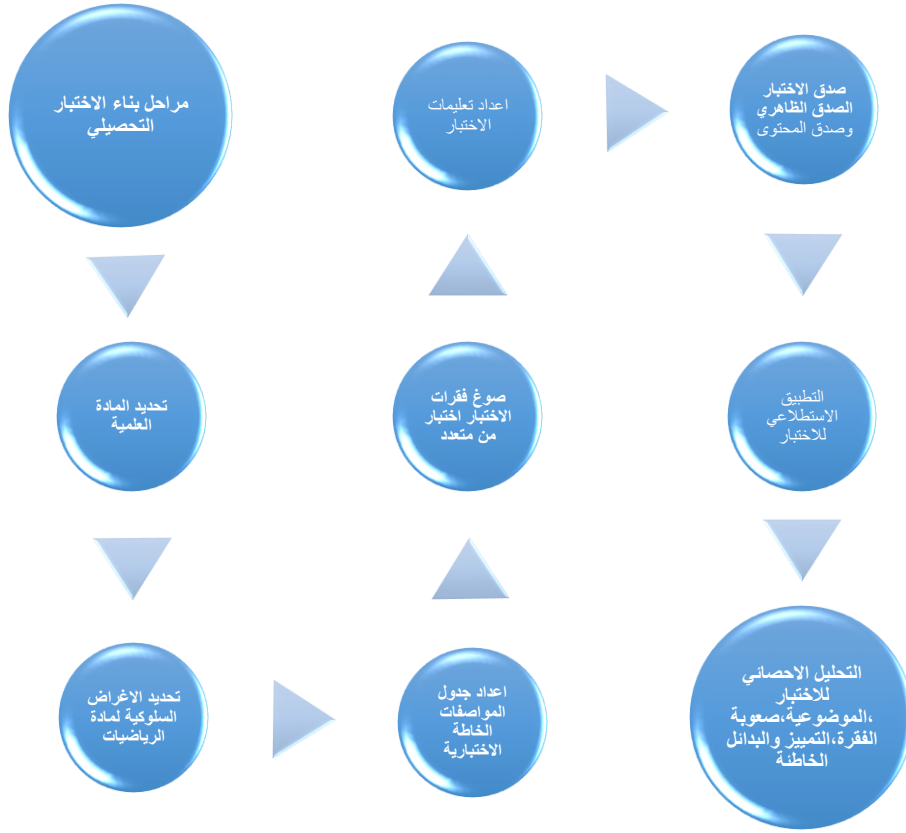 مراحل بناء الاختبار
التحصيلي
تحديد المادة
العلمية
تحديد الاغراض
السلوكية لمادة
الرياضيات
اعداد جدول
المواصفات
الخاطة
الاختبارية
صوغ فقرات
الاختبار اختبار
من متعدد
اعداد تعليمات
الاختبار
صدق الاختبار
الصدق الظاهري
وصدق المحتوى
التطبيق
الاستطلاعي
للاختبار
التحليل الاحصائي
للاختبار
،الموضوعية،صعوبة
الفقرة،التمييز والبدائل
الخاطئة